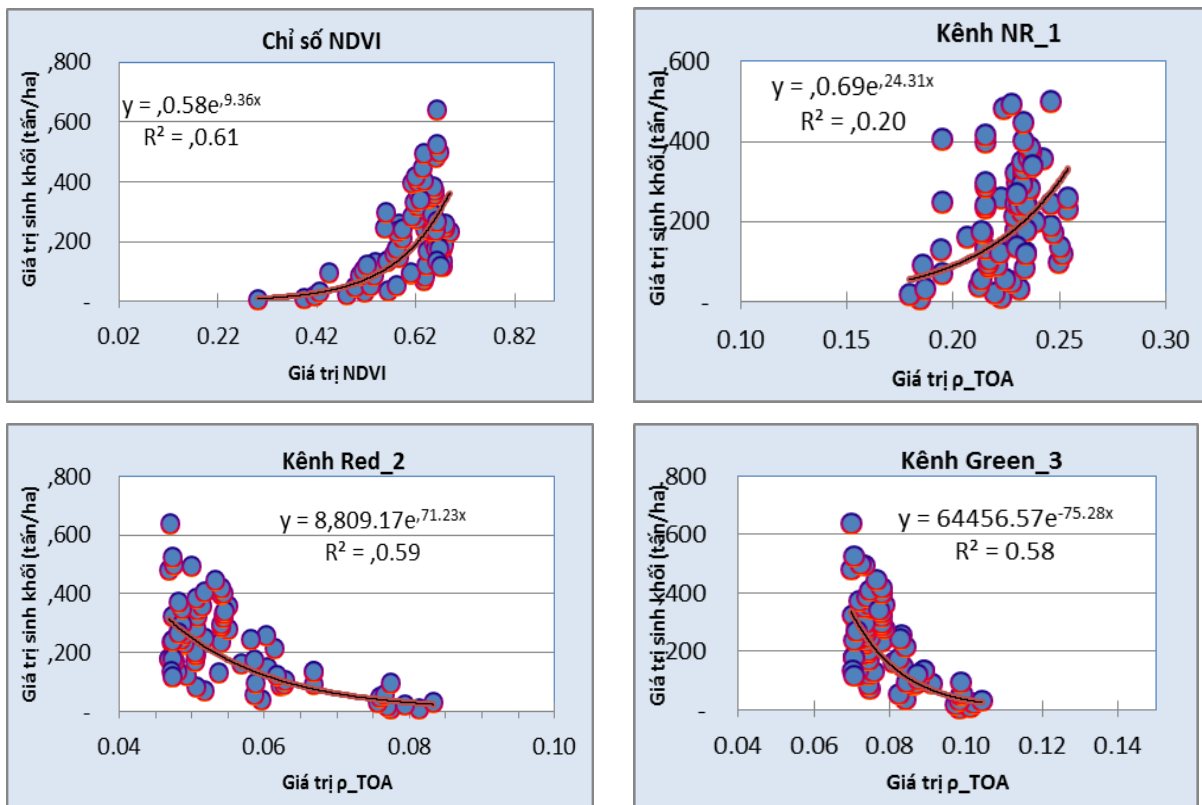 Chỉ số NDVI
Giá trị sinh khối (tấn/ha)
,800
,600
,400
,200
-
y = ,0.58e,9.36x
R² = ,0.61
0.02 0.22 0.42 0.62 0.82
Giá trị NDVI
Kênh NR_1
Giá trị sinh khối (tấn/ha)
,600
,400
,200
-
y = ,0.69e,24.31x
R² = ,0.20
0.10 0.15 0.20 0.25 0.30
Giá trị ρ_TOA
Kênh Red_2
Giá trị sinh khối (tấn/ha)
,800
,600
,400
,200
-
y = 8,809.17e,71.23x
R² = ,0.59
0.04 0.06 0.08 0.10
Giá trị ρ_TOA
Kênh Green_3
Giá trị sinh khối (tấn/ha)
,800
,600
,400
,200
-
y = 64456.57e-75.28x
R² = 0.58
0.04 0.06 0.08 0.10 0.12 0.14
Giá trị ρ_TOA